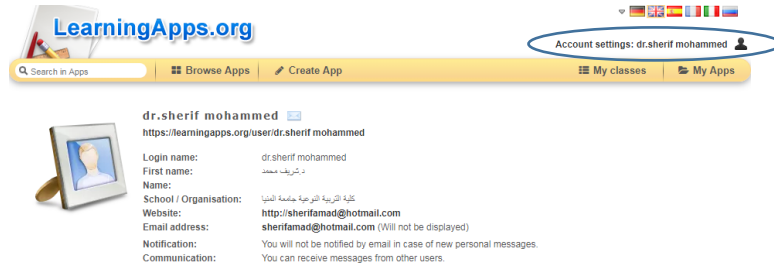 LearningApps.org
Account settings: dr.sherif mohammed
Search in Apps
Browse Apps
Create App
My classes
My Apps
dr.sherif mohammed
https://learningapps.org/user/dr.sherif mohammed
Login name: dr.sherif mohammed
First name: د.شريف محمد
Name:
School / Organisation: كلية التربية النوعية جامعة المنيا
Website: http://sherifamad@hotmail.com
Email address: sherifamad@hotmail.com (Will not be displayed)
Notification: You will not be notified by email in case of new personal messages.
Communication: You can receive messages from other users.